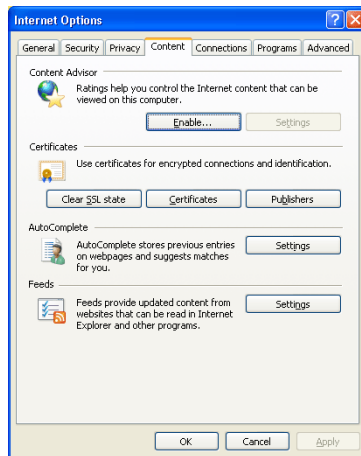 Internet Options
General Security Privacy Content Connections Programs Advanced
Content Advisor
Ratings help you control the Internet content that can be
viewed on this computer.
Enable... Settings
Certificates
Use certificates for encrypted connections and identification.
Clear SSL state Certificates Publishers
AutoComplete
AutoComplete stores previous entries
on webpages and suggests matches
for you.
Settings
Feeds
Feeds provide updated content from
websites that can be read in Internet
Explorer and other programs.
Settings
OK Cancel Apply